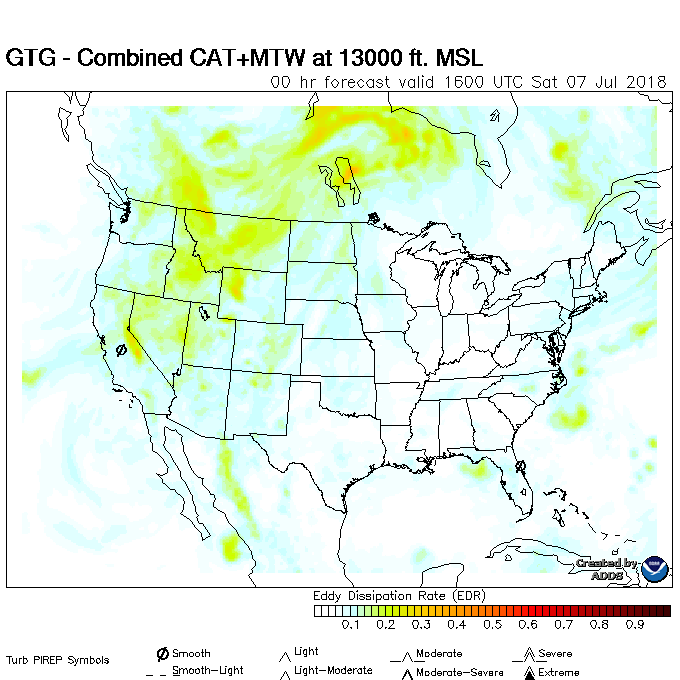 GTG - Combined CAT+MTW at 13000 ft. MSL
00 hr forecast valid 1600 UTC Sat 07 Jul 2018
Created by
ADDS
Eddy Dissipation Rate (EDR)
0.1 0.2 0.3 0.4 0.5 0.6 0.7 0.8 0.9
Turb PIREP Symbols
Smooth Light Moderate Severe
Smooth-Light Light-Moderate Moderate-Severe Extreme